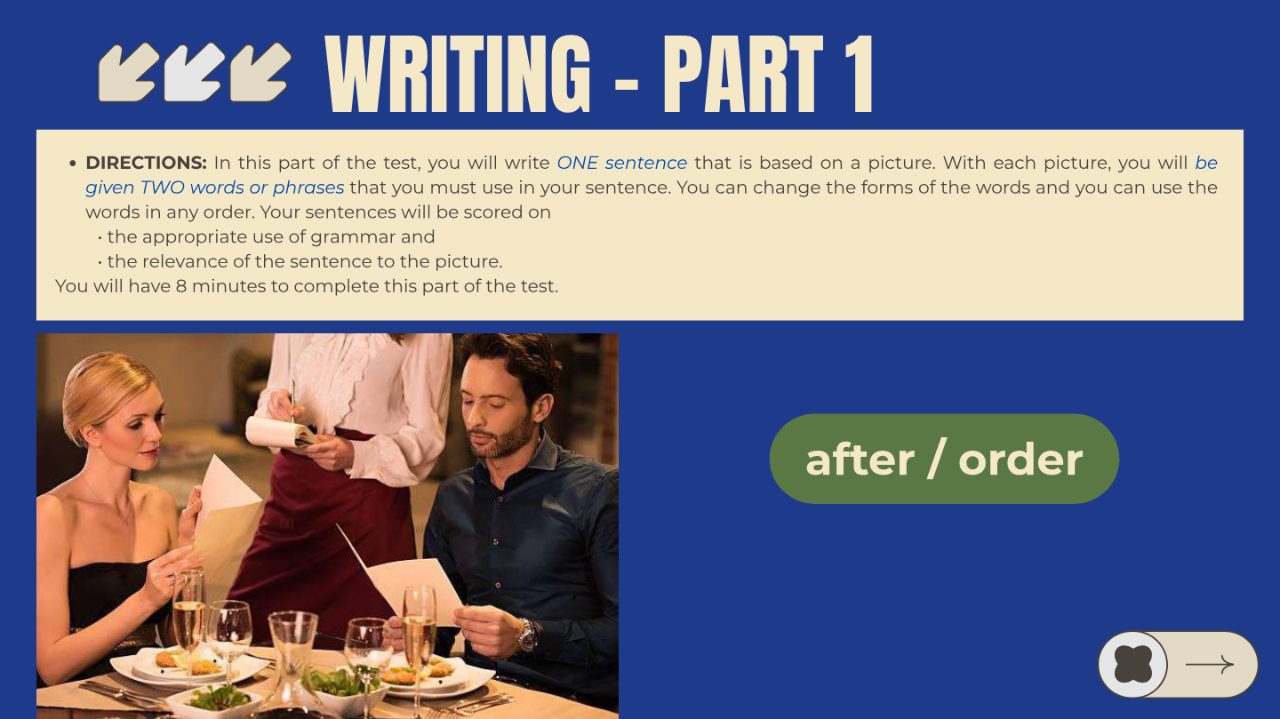 WRITING - PART 1
• DIRECTIONS: In this part of the test, you will write ONE sentence that is based on a picture. With each picture, you will be
given TWO words or phrases that you must use in your sentence. You can change the forms of the words and you can use the
words in any order. Your sentences will be scored on
• the appropriate use of grammar and
• the relevance of the sentence to the picture.
You will have 8 minutes to complete this part of the test.
after / order